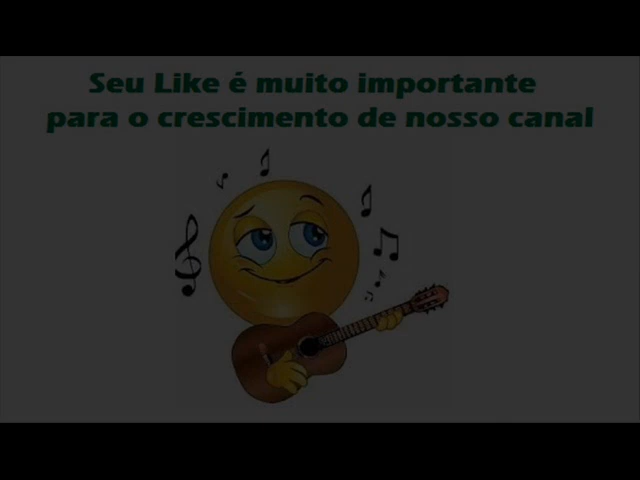 Seu Like é muito importante
para o crescimento de nosso canal